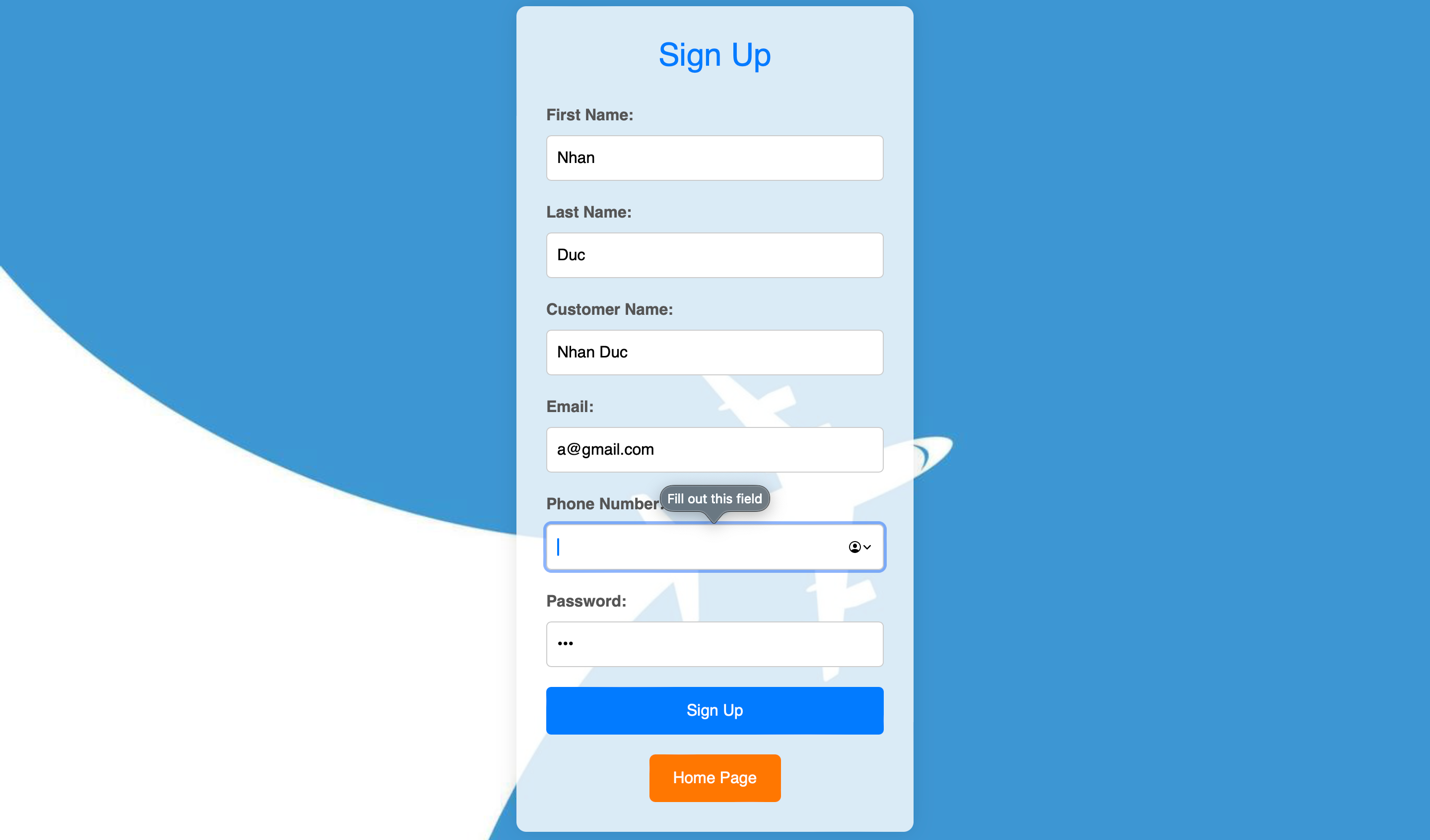 Sign Up
First Name:
Nhan
Last Name:
Duc
Customer Name:
Nhan Duc
Email:
a@gmail.com
Phone Number:
Fill out this field
Password:
•••
Sign Up
Home Page